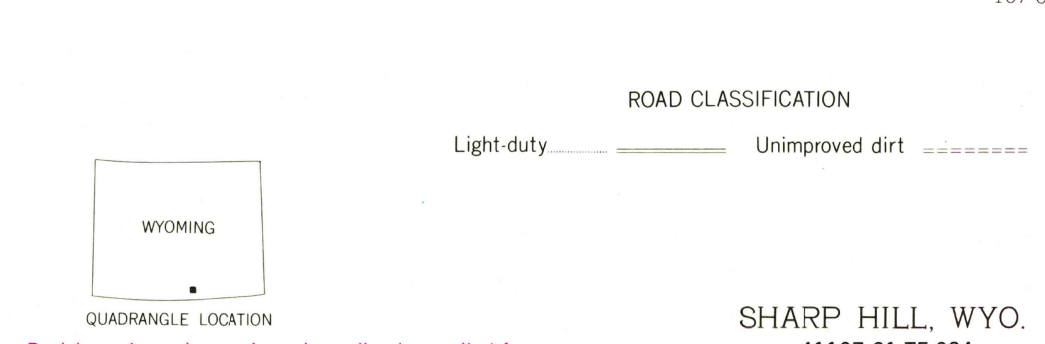 ROAD CLASSIFICATION
Light-duty Unimproved dirt
WYOMING
QUADRANGLE LOCATION
SHARP HILL, WYO.